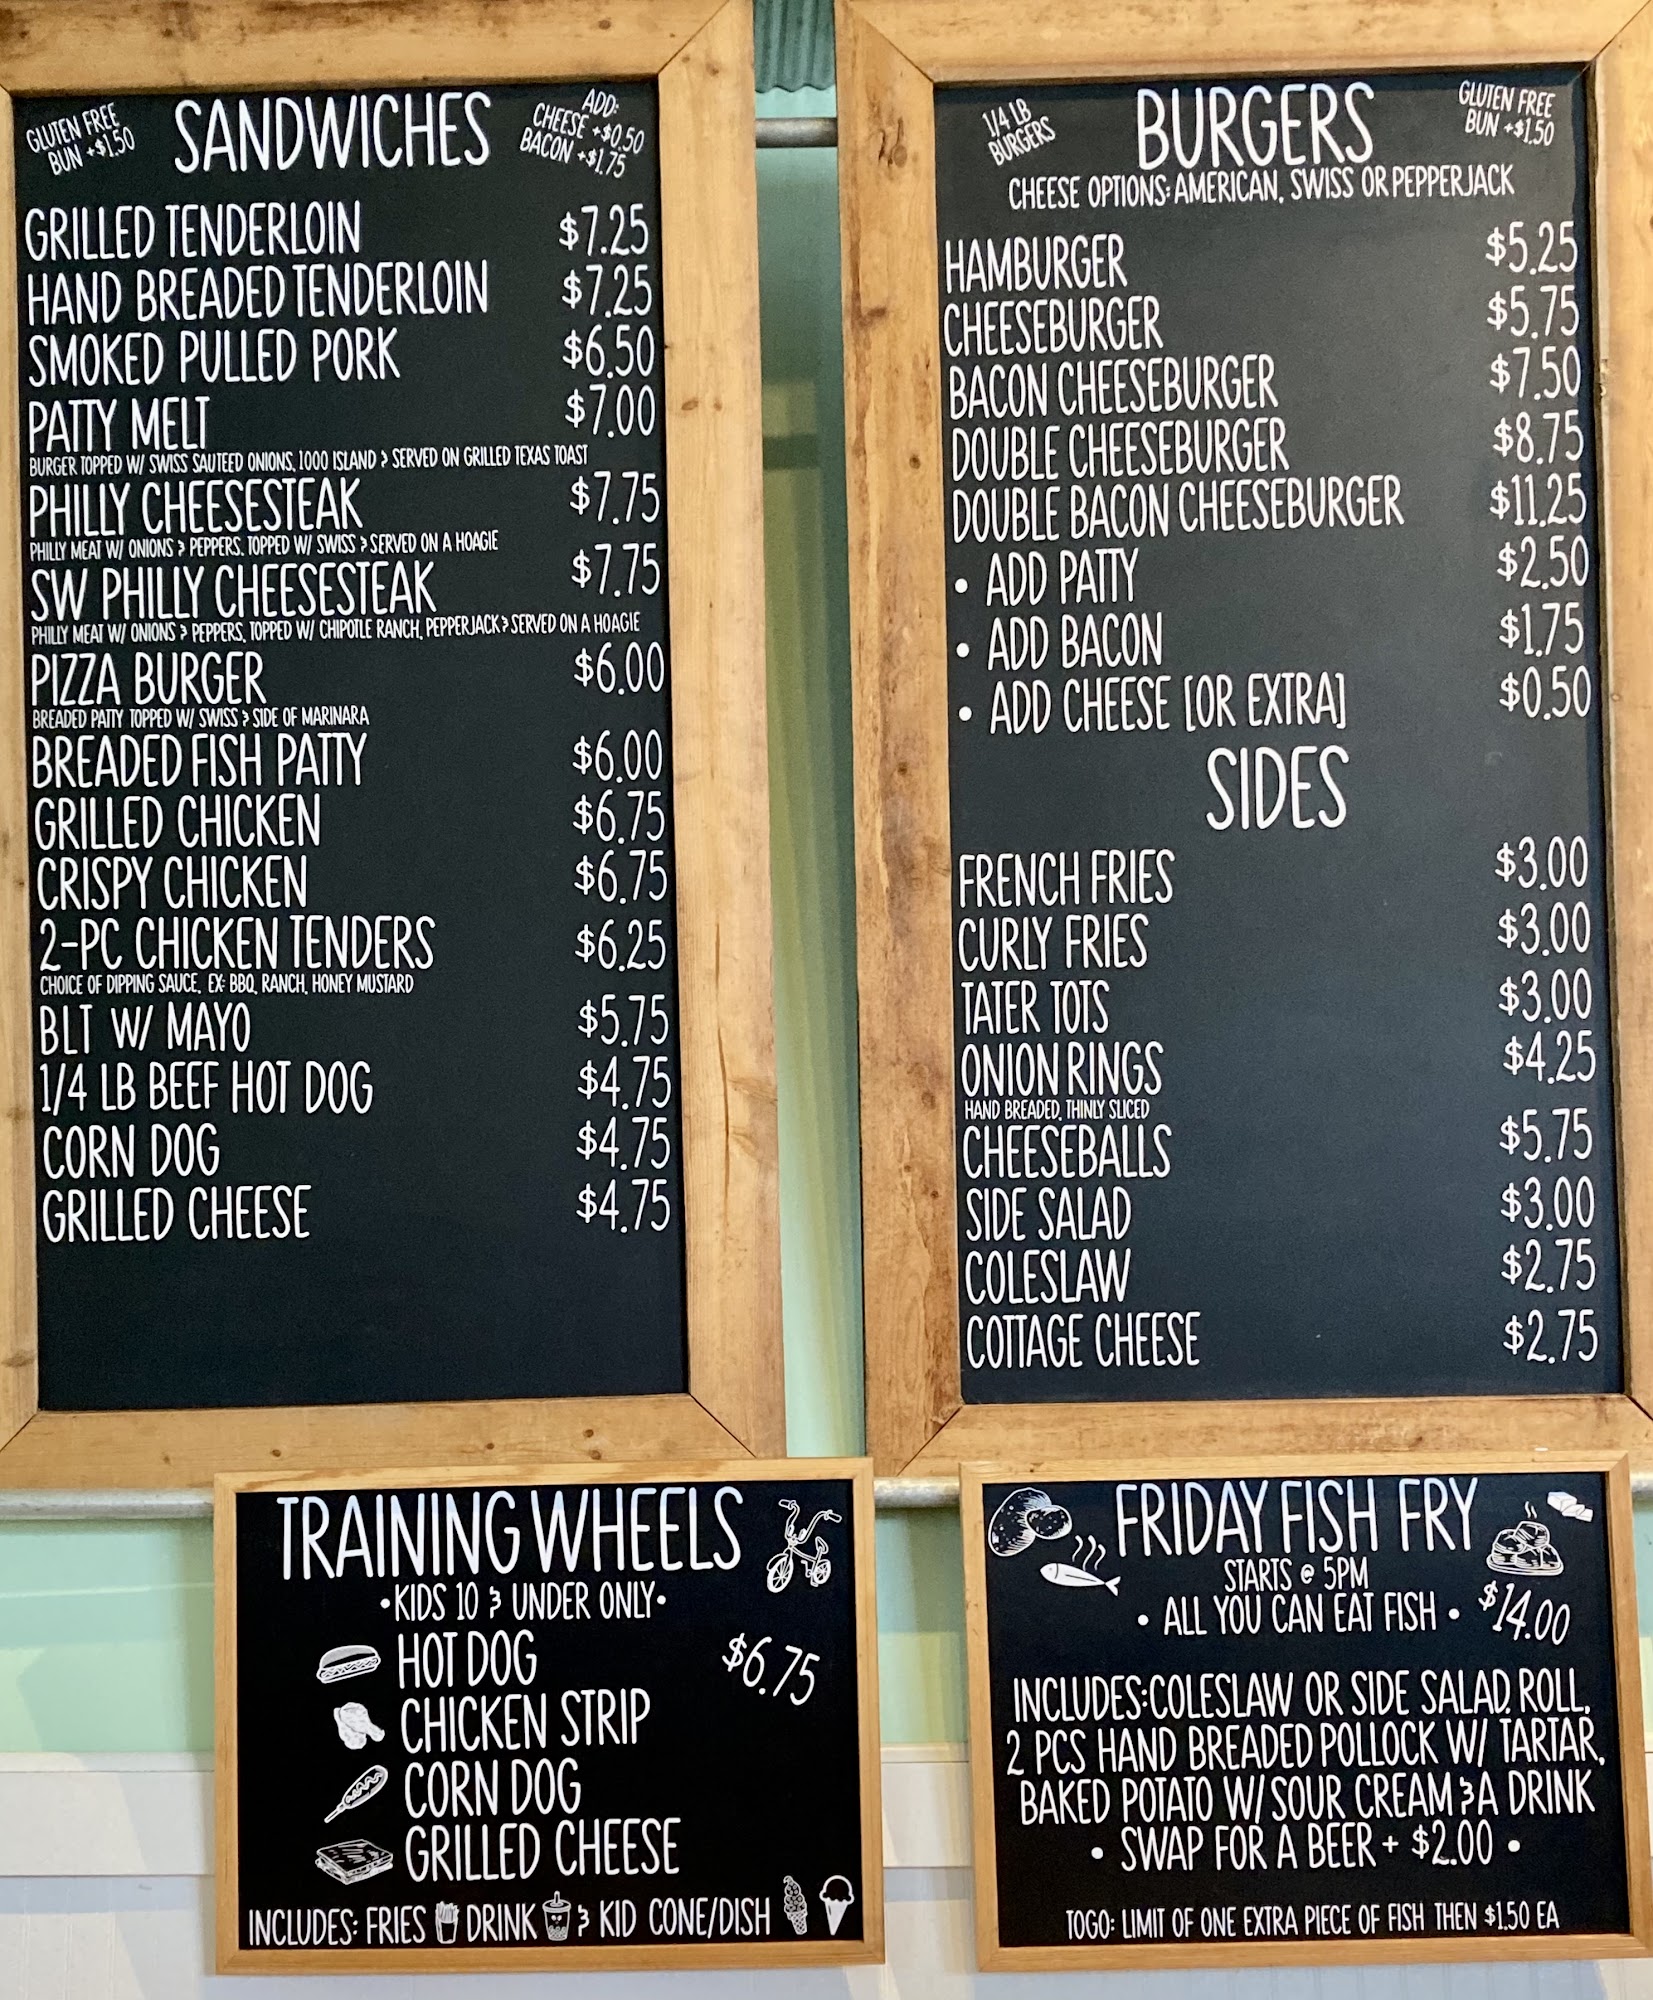 GLUTEN FREE
BUN +$1.50
SANDWICHES
ADD:
CHEESE +$0.50
BACON +$1.75
GRILLED TENDERLOIN $7.25
HAND BREADED TENDERLOIN $7.25
SMOKED PULLED PORK $6.50
PATTY MELT $7.00
BURGER TOPPED W/ SWISS SAUTEED ONIONS, 1000 ISLAND & SERVED ON GRILLED TEXAS TOAST
PHILLY CHEESESTEAK $7.75
PHILLY MEAT W/ ONIONS & PEPPERS, TOPPED W/ SWISS & SERVED ON A HOAGIE
SW PHILLY CHEESESTEAK $7.75
PHILLY MEAT W/ ONIONS & PEPPERS, TOPPED W/ CHIPOTLE RANCH, PEPPERJACK & SERVED ON A HOAGIE
PIZZA BURGER $6.00
BREADED PATTY TOPPED W/ SWISS & SIDE OF MARINARA
BREADED FISH PATTY $6.00
GRILLED CHICKEN $6.75
CRISPY CHICKEN $6.75
2-PC CHICKEN TENDERS $6.25
CHOICE OF DIPPING SAUCE, EX: BBQ, RANCH, HONEY MUSTARD
BLT W/ MAYO $5.75
1/4 LB BEEF HOT DOG $4.75
CORN DOG $4.75
GRILLED CHEESE $4.75
1/4 LB
BURGERS
BURGERS
GLUTEN FREE
BUN +$1.50
CHEESE OPTIONS: AMERICAN, SWISS OR PEPPERJACK
HAMBURGER $5.25
CHEESEBURGER $5.75
BACON CHEESEBURGER $7.50
DOUBLE CHEESEBURGER $8.75
DOUBLE BACON CHEESEBURGER $11.25
• ADD PATTY $2.50
• ADD BACON $1.75
• ADD CHEESE [OR EXTRA] $0.50
SIDES
FRENCH FRIES $3.00
CURLY FRIES $3.00
TATER TOTS $3.00
ONION RINGS $4.25
HAND BREADED, THINLY SLICED
CHEESEBALLS $5.75
SIDE SALAD $3.00
COLESLAW $2.75
COTTAGE CHEESE $2.75
TRAINING WHEELS
•KIDS 10 & UNDER ONLY•
HOT DOG $6.75
CHICKEN STRIP
CORN DOG
GRILLED CHEESE
INCLUDES: FRIES DRINK & KID CONE/DISH
FRIDAY FISH FRY
STARTS @ 5PM
• ALL YOU CAN EAT FISH • $14.00
INCLUDES:COLESLAW OR SIDE SALAD, ROLL,
2 PCS HAND BREADED POLLOCK W/ TARTAR,
BAKED POTATO W/ SOUR CREAM & A DRINK
• SWAP FOR A BEER + $2.00 •
TOGO: LIMIT OF ONE EXTRA PIECE OF FISH THEN $1.50 EA